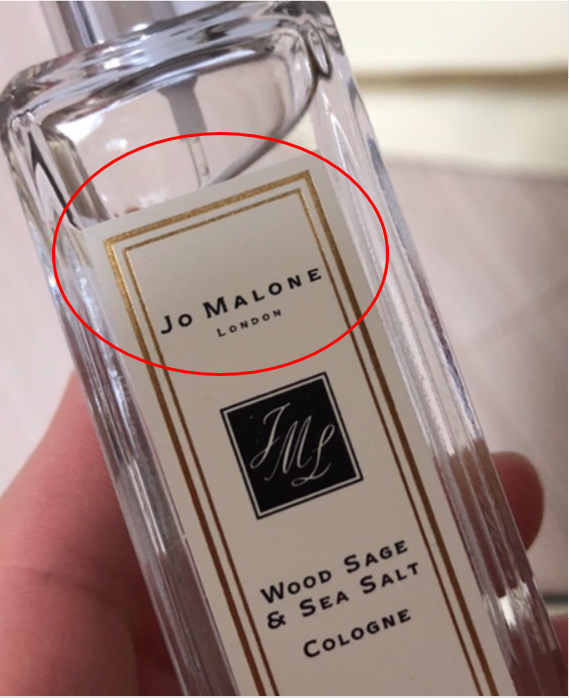 Jo Malone
London
JML
Wood Sage
& Sea Salt
Cologne